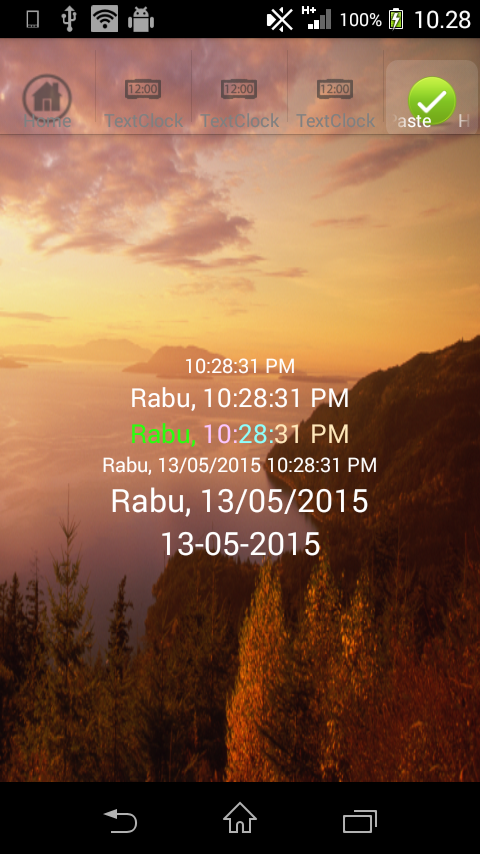 H+ 100% 10.28
Home
12:00 12:00 12:00
TextClock TextClock TextClock Paste H
10:28:31 PM
Rabu, 10:28:31 PM
Rabu, 10:28:31 PM
Rabu, 13/05/2015 10:28:31 PM
Rabu, 13/05/2015
13-05-2015